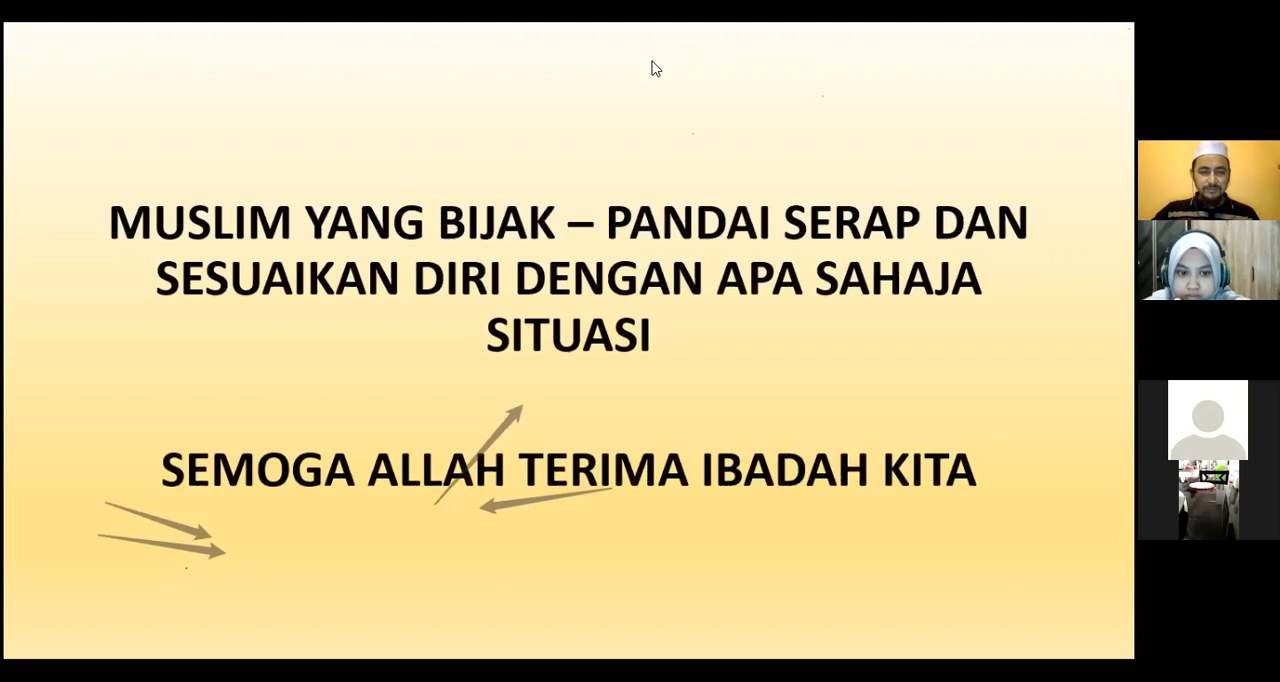 MUSLIM YANG BIJAK – PANDAI SERAP DAN
SESUAIKAN DIRI DENGAN APA SAHAJA
SITUASI
SEMOGA ALLAH TERIMA IBADAH KITA